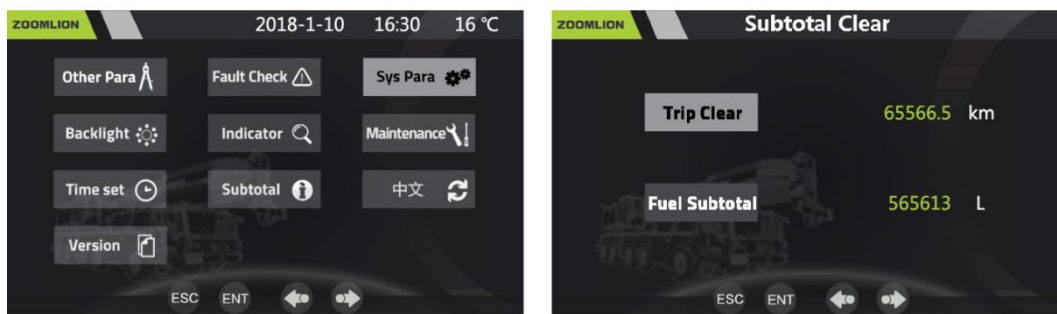 ZOOMLION 2018-1-10 16:30 16 ℃
Other Para Fault Check Sys Para
Backlight Indicator Maintenance
Time set Subtotal 中文
Version
ESC ENT
ZOOMLION Subtotal Clear
Trip Clear 65566.5 km
Fuel Subtotal 565613 L
ESC ENT